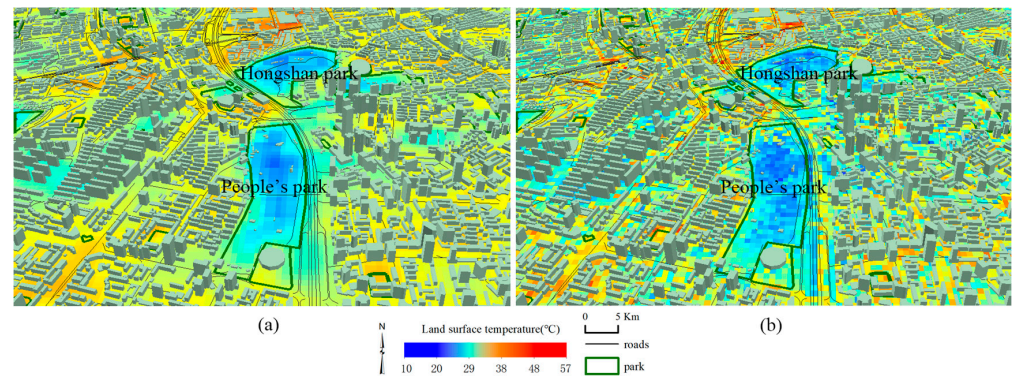 Hongshan park
People's park
Hongshan park
People's park
(a)
(b)
N
Land surface temperature(℃)
10 20 29 38 48 57
0 5 Km
roads
park